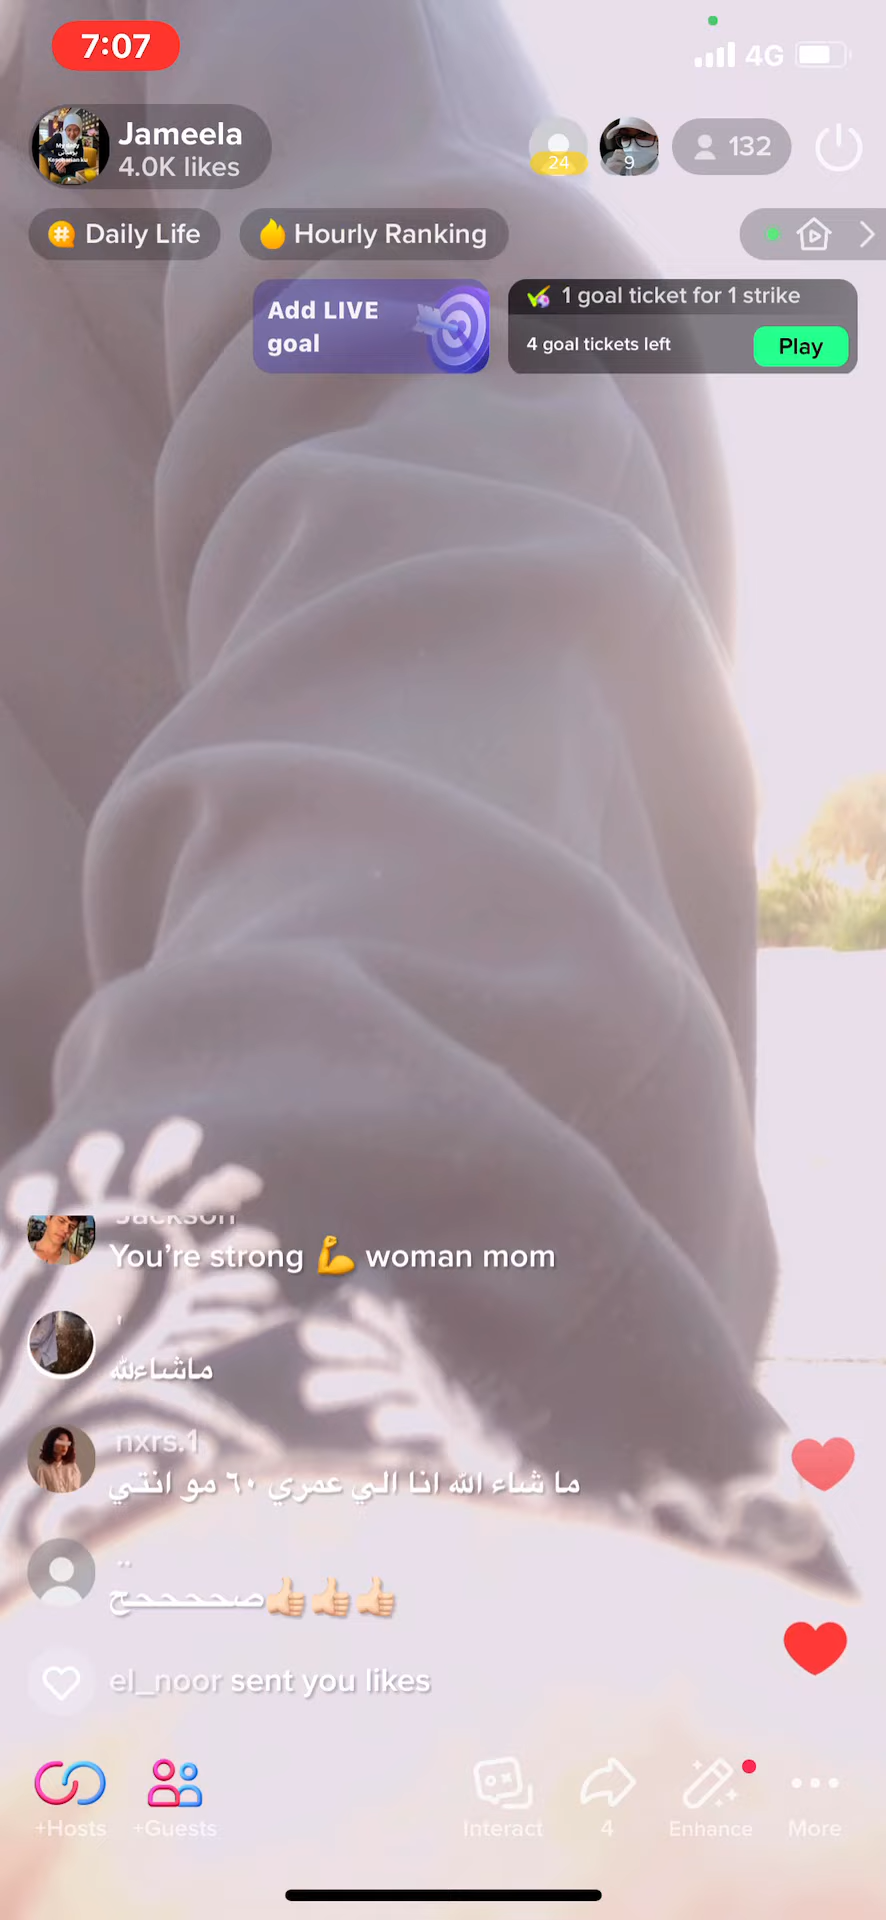 7:07
4G
Jameela
4.0K likes
24
9
132
Daily Life
Hourly Ranking
Add LIVE
goal
1 goal ticket for 1 strike
4 goal tickets left
Play
Jackson
You're strong 💪 woman mom
ماشاءلله
nxrs.1
ما شاء الله انا الي عمري ٦٠ مو انتي
..
صححححح👍🏻👍🏻👍🏻
el_noor sent you likes
+Hosts
+Guests
Interact
4
Enhance
More